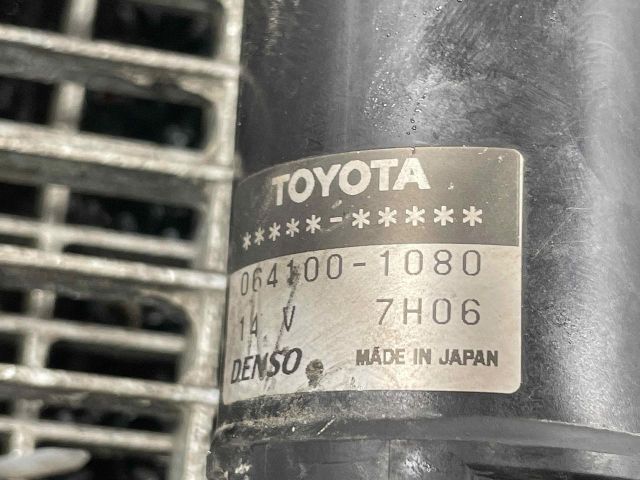 TOYOTA
*****-*****
064100-1080
14 V 7H06
DENSO MADE IN JAPAN